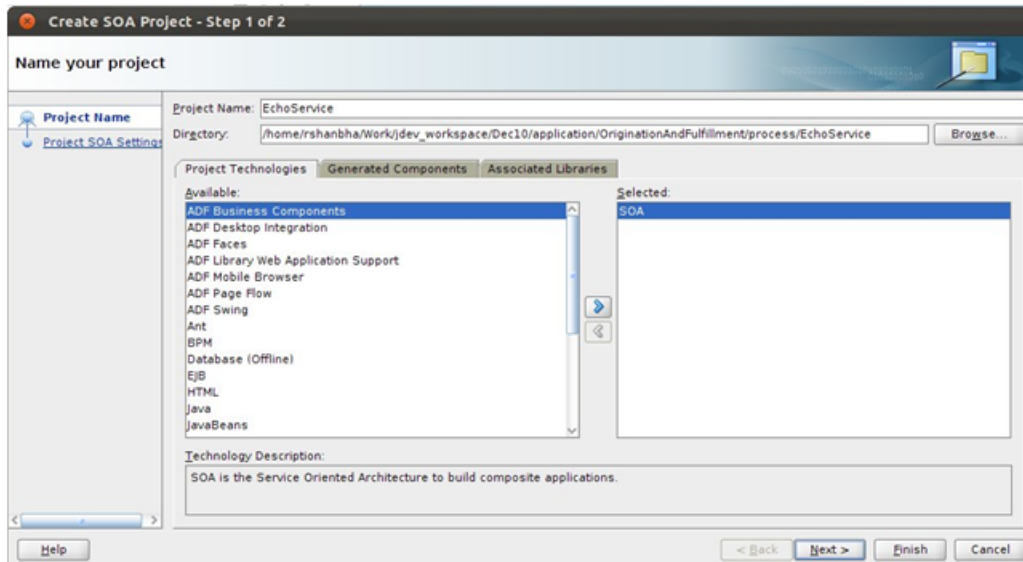 Create SOA Project - Step 1 of 2
Name your project
Project Name
Project SOA Settings
Project Name: EchoService
Directory: /home/rshanbha/Work/jdev_workspace/Dec10/application/OriginationAndFulfillment/process/EchoService Browse...
Project Technologies Generated Components Associated Libraries
Available: Selected:
ADF Business Components SOA
ADF Desktop Integration
ADF Faces
ADF Library Web Application Support
ADF Mobile Browser
ADF Page Flow
ADF Swing
Ant
BPM
Database (Offline)
EJB
HTML
Java
JavaBeans
Technology Description:
SOA is the Service Oriented Architecture to build composite applications.
Help < Back Next > Finish Cancel